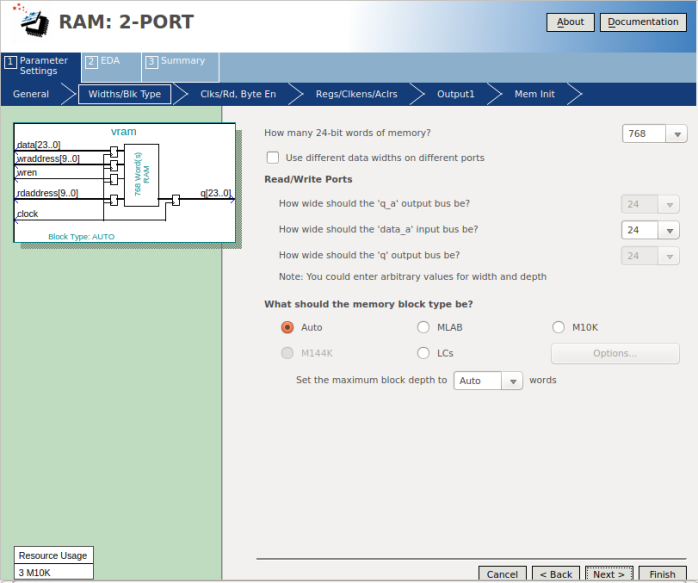 RAM: 2-PORT
About
Documentation
1 Parameter Settings
2 EDA
3 Summary
General
Widths/Blk Type
Clks/Rd, Byte En
Regs/Clkens/Aclrs
Output1
Mem Init
vram
data[23..0]
wraddress[9..0]
wren
rdaddress[9..0]
clock
768 Word(s)
RAM
q[23..0]
Block Type: AUTO
How many 24-bit words of memory?
768
Use different data widths on different ports
Read/Write Ports
How wide should the 'q_a' output bus be?
24
How wide should the 'data_a' input bus be?
24
How wide should the 'q' output bus be?
24
Note: You could enter arbitrary values for width and depth
What should the memory block type be?
Auto
MLAB
M10K
M144K
LCs
Options...
Set the maximum block depth to
Auto
words
Resource Usage
3 M10K
Cancel
< Back
Next >
Finish